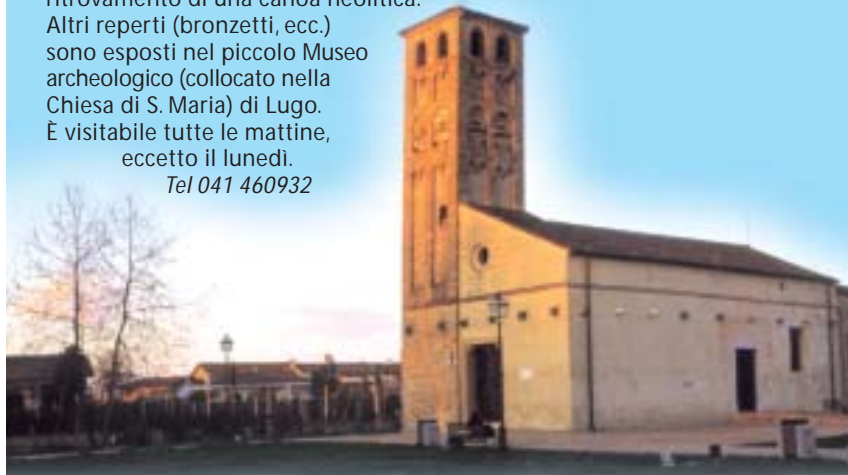 ritrovamento di una canoa neolitica.
Altri reperti (bronzetti, ecc.)
sono esposti nel piccolo Museo
archeologico (collocato nella
Chiesa di S. Maria) di Lugo.
È visitabile tutte le mattine,
eccetto il lunedì.
Tel 041 460932